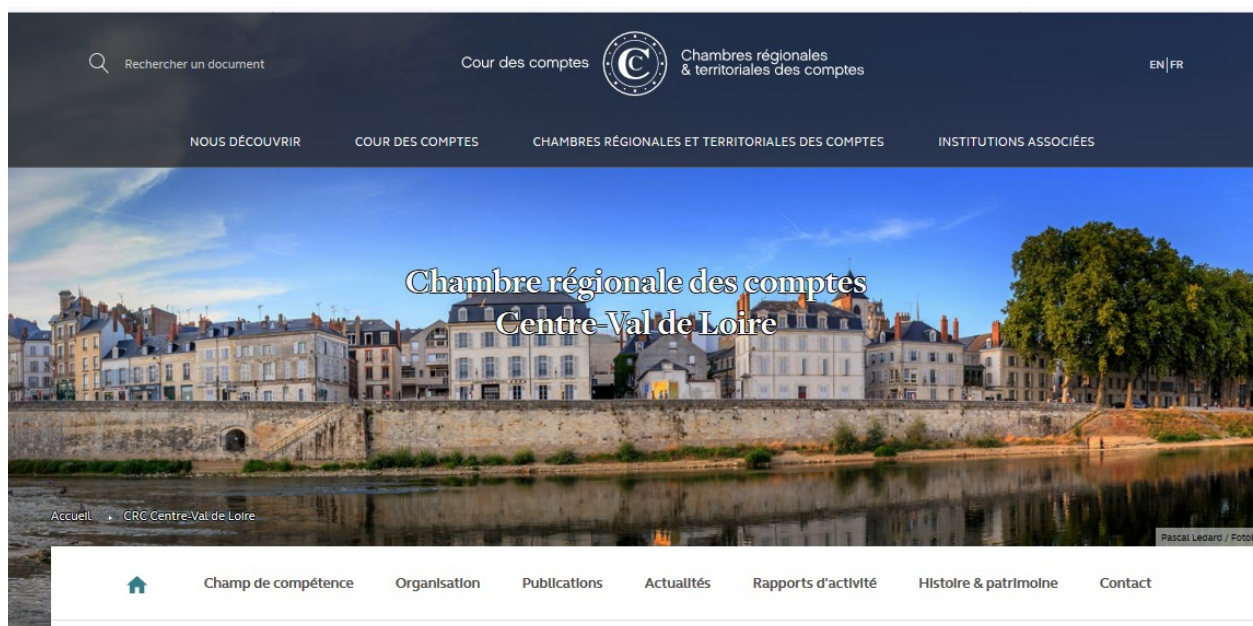 Rechercher un document
Cour des comptes
C
Chambres régionales
& territoriales des comptes
EN|FR
NOUS DÉCOUVRIR
COUR DES COMPTES
CHAMBRES RÉGIONALES ET TERRITORIALES DES COMPTES
INSTITUTIONS ASSOCIÉES
Chambre régionale des comptes
Centre-Val de Loire
Accueil
CRC Centre-Val de Loire
Pascal Ledard / Fotol
Champ de compétence
Organisation
Publications
Actualités
Rapports d'activité
Histoire & patrimoine
Contact